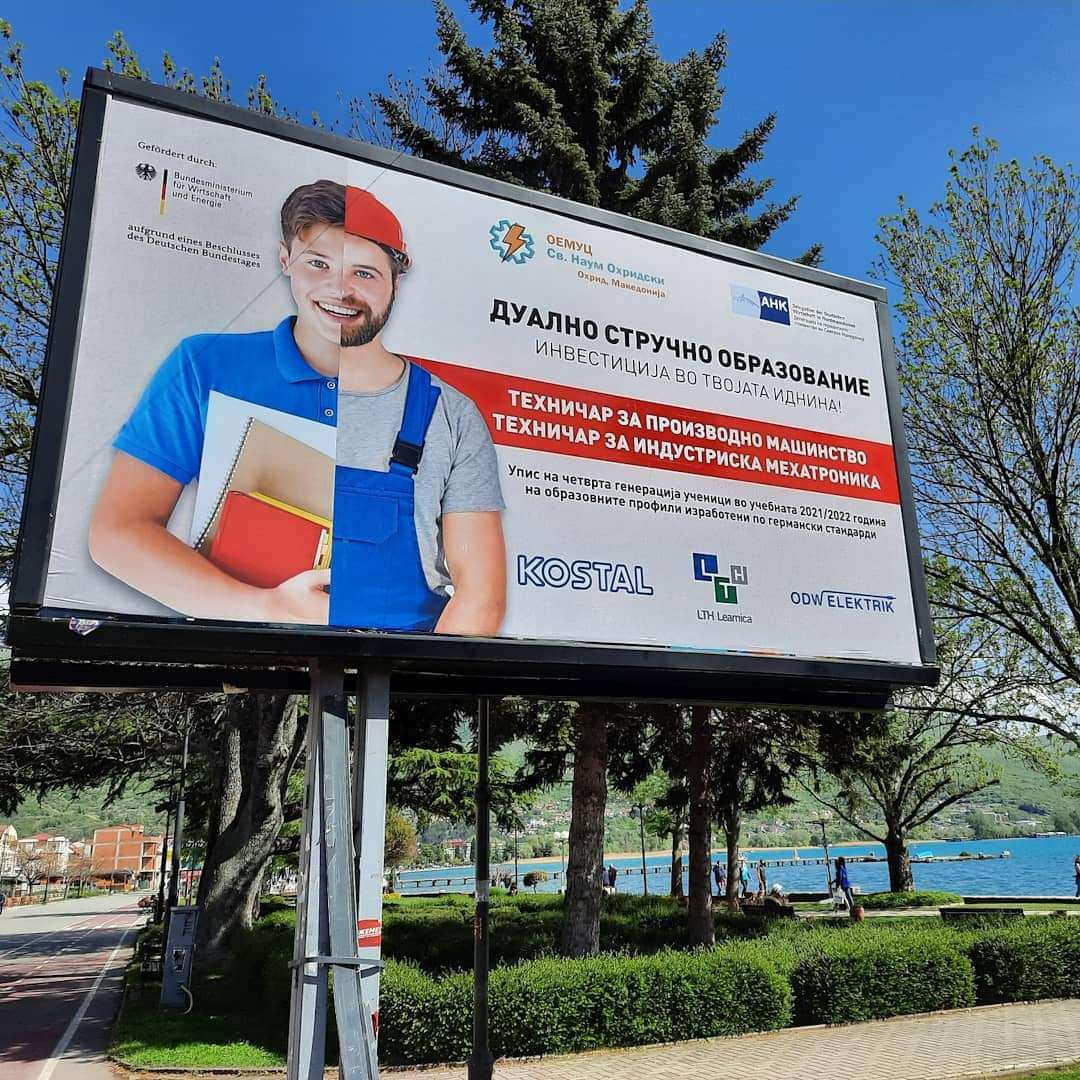 Gefördert durch:
Bundesministerium
für Wirtschaft
und Energie
aufgrund eines Beschlusses
des Deutschen Bundestages
ОЕМУЦ
Св. Наум Охридски
Охрид, Македонија
АНК
ДУАЛНО СТРУЧНО ОБРАЗОВАНИЕ
ИНВЕСТИЦИЈА ВО ТВОЈАТА ИДНИНА!
ТЕХНИЧАР ЗА ПРОИЗВОДНО МАШИНСТВО
ТЕХНИЧАР ЗА ИНДУСТРИСКА МЕХАТРОНИКА
Упис на четврта генерација ученици во учебната 2021/2022 година
на образовните профили изработени по германски стандарди
KOSTAL
LTH
LTH Learnica
ODW ELEKTRIK